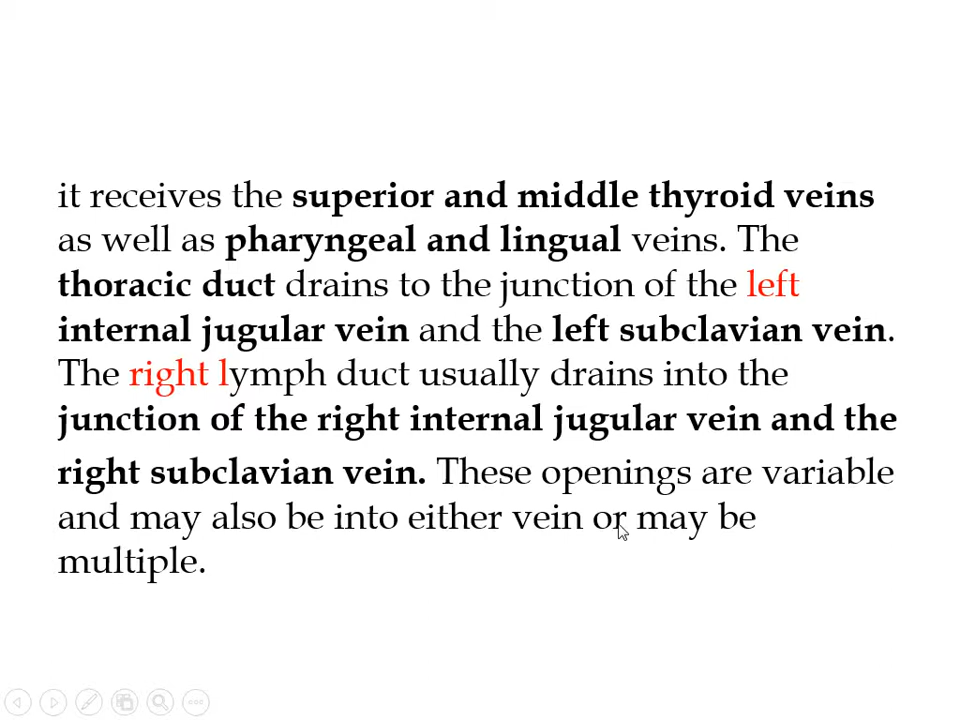 it receives the superior and middle thyroid veins
as well as pharyngeal and lingual veins. The
thoracic duct drains to the junction of the left
internal jugular vein and the left subclavian vein.
The right lymph duct usually drains into the
junction of the right internal jugular vein and the
right subclavian vein. These openings are variable
and may also be into either vein or may be
multiple.